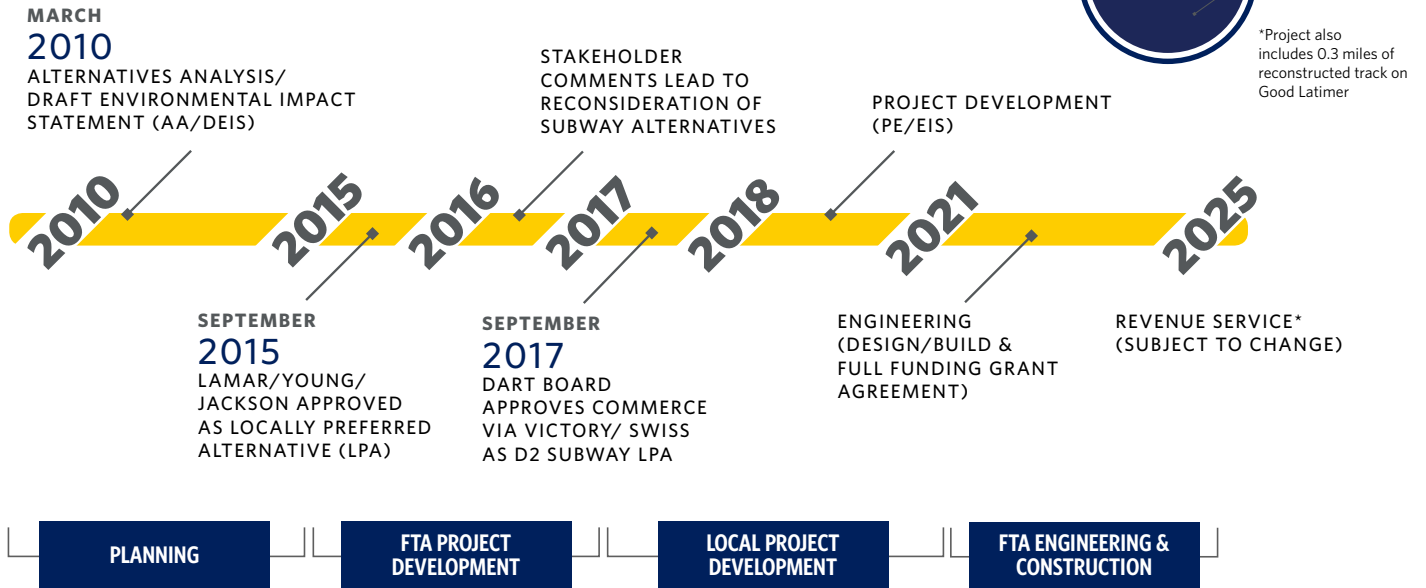 MARCH
2010
ALTERNATIVES ANALYSIS/
DRAFT ENVIRONMENTAL IMPACT
STATEMENT (AA/DEIS)
STAKEHOLDER
COMMENTS LEAD TO
RECONSIDERATION OF
SUBWAY ALTERNATIVES
PROJECT DEVELOPMENT
(PE/EIS)
*Project also
includes 0.3 miles of
reconstructed track on
Good Latimer
2010
2015
2016
2017
2018
2021
2025
SEPTEMBER
2015
LAMAR/YOUNG/
JACKSON APPROVED
AS LOCALLY PREFERRED
ALTERNATIVE (LPA)
SEPTEMBER
2017
DART BOARD
APPROVES COMMERCE
VIA VICTORY/ SWISS
AS D2 SUBWAY LPA
ENGINEERING
(DESIGN/BUILD &
FULL FUNDING GRANT
AGREEMENT)
REVENUE SERVICE*
(SUBJECT TO CHANGE)
PLANNING
FTA PROJECT
DEVELOPMENT
LOCAL PROJECT
DEVELOPMENT
FTA ENGINEERING &
CONSTRUCTION